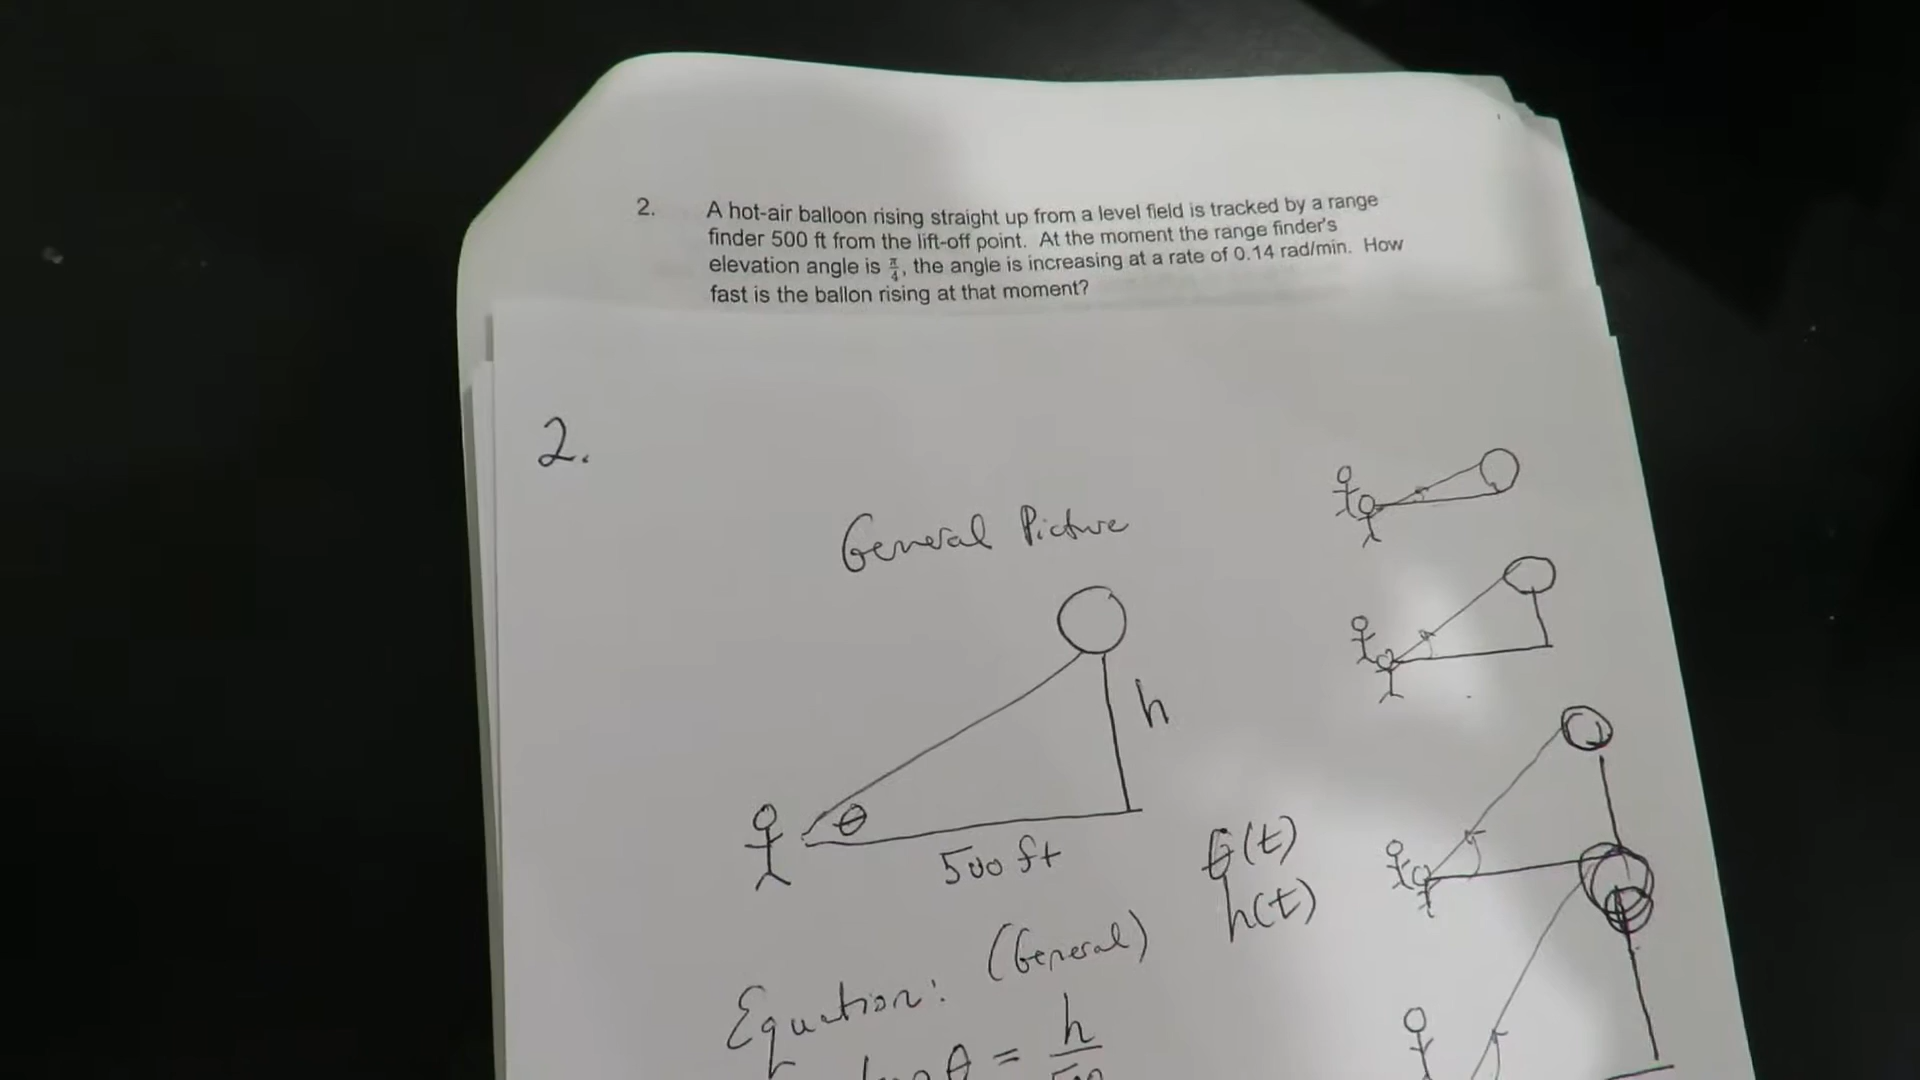 2. A hot-air balloon rising straight up from a level field is tracked by a range
finder 500 ft from the lift-off point. At the moment the range finder's
elevation angle is π/4, the angle is increasing at a rate of 0.14 rad/min. How
fast is the ballon rising at that moment?
2.
General Picture
h
θ
500 ft
θ(t)
h(t)
Equation: (General)
tan θ = h/500